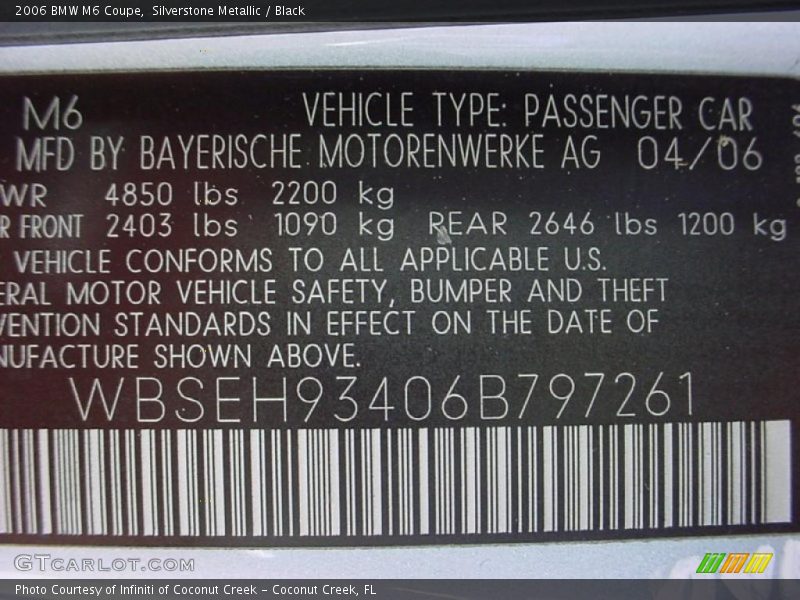 2006 BMW M6 Coupe, Silverstone Metallic / Black
M6 VEHICLE TYPE: PASSENGER CAR
MFD BY BAYERISCHE MOTORENWERKE AG 04/06
WR 4850 lbs 2200 kg
R FRONT 2403 lbs 1090 kg REAR 2646 lbs 1200 kg
VEHICLE CONFORMS TO ALL APPLICABLE U.S.
ERAL MOTOR VEHICLE SAFETY, BUMPER AND THEFT
VENTION STANDARDS IN EFFECT ON THE DATE OF
NUFACTURE SHOWN ABOVE.
WBSEH93406B797261
GTCARLOT.COM
Photo Courtesy of Infiniti of Coconut Creek – Coconut Creek, FL